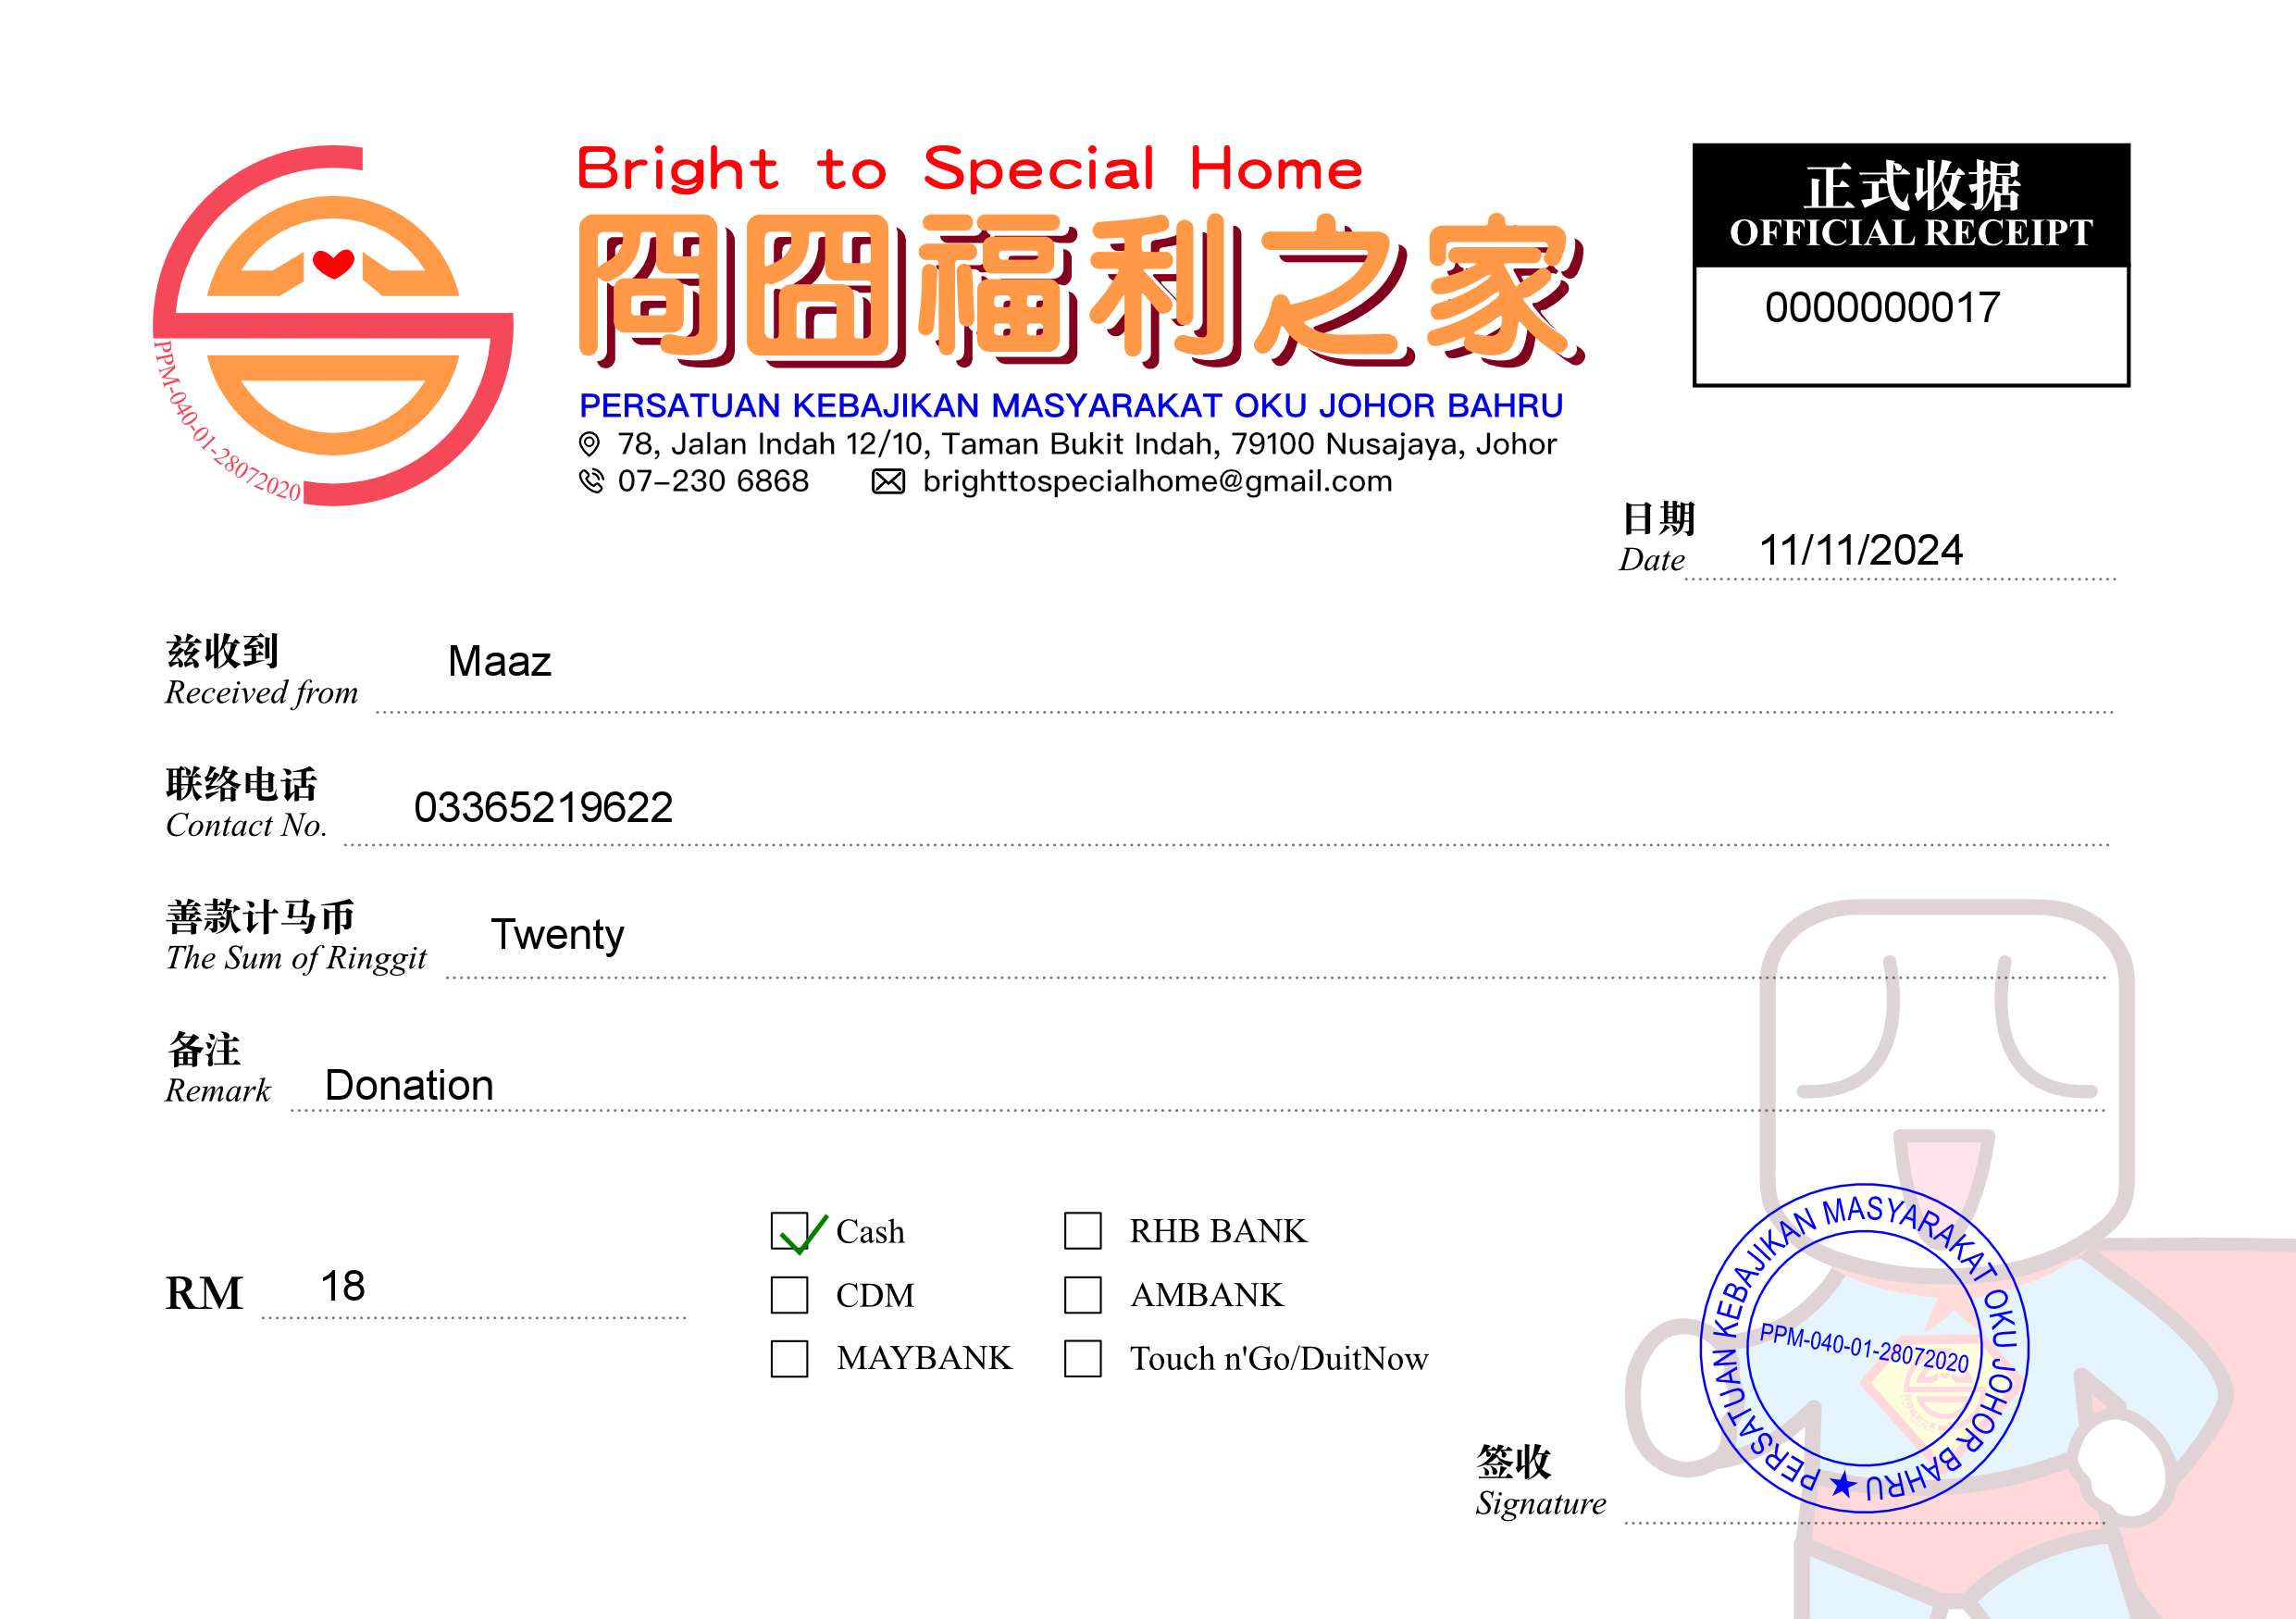 Bright to Special Home
冏囧福利之家
PERSATUAN KEBAJIKAN MASYARAKAT OKU JOHOR BAHRU
78, Jalan Indah 12/10, Taman Bukit Indah, 79100 Nusajaya, Johor
07-230 6868 brighttospecialhome@gmail.com
PPM-040-01-28072020
正式收据
OFFICIAL RECEIPT
0000000017
日期
Date 11/11/2024
兹收到
Received from Maaz
联络电话
Contact No. 03365219622
善款计马币
The Sum of Ringgit Twenty
备注
Remark Donation
RM 18
Cash
CDM
MAYBANK
RHB BANK
AMBANK
Touch n'Go/DuitNow
PERSATUAN KEBAJIKAN MASYARAKAT OKU JOHOR BAHRU ★
PPM-040-01-28072020
签收
Signature